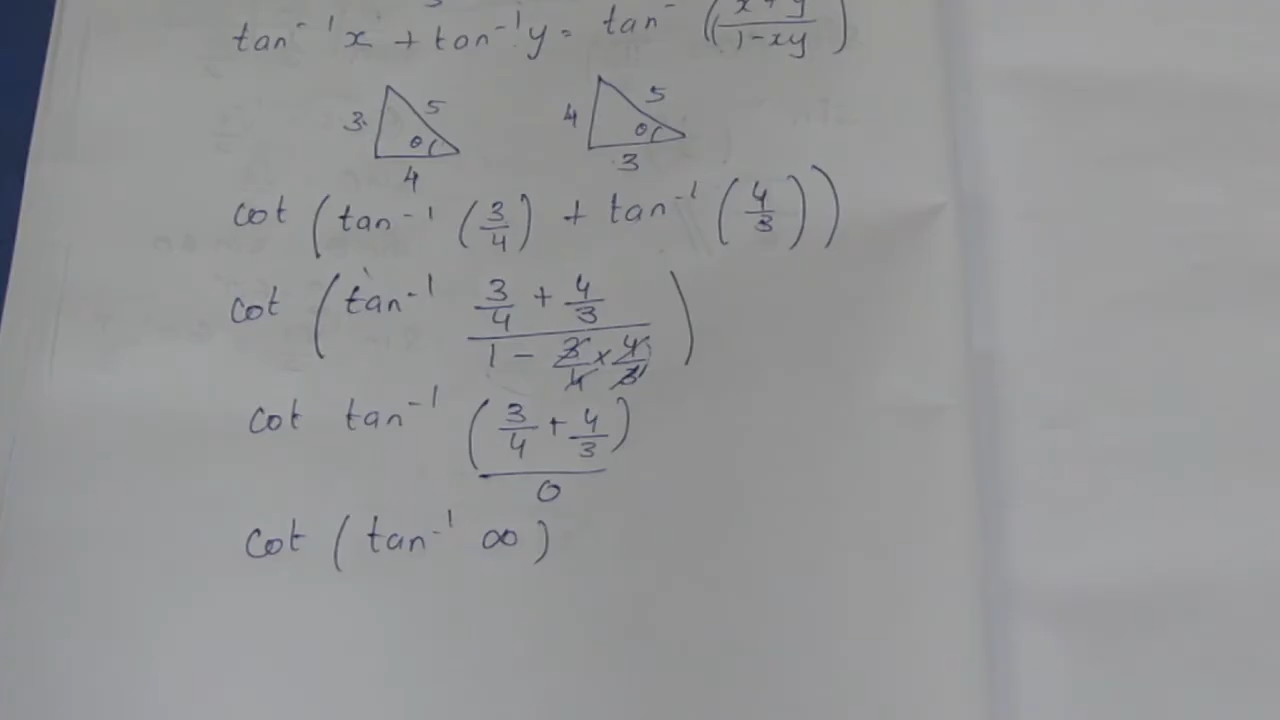 tan⁻¹x + tan⁻¹y = tan⁻ ((x+y)/(1-xy))
3 5 θ 4
4 5 θ 3
cot (tan⁻¹ (3/4) + tan⁻¹ (4/3))
cot (tan⁻¹ (3/4 + 4/3)/(1 - 3/4 × 4/3))
cot tan⁻¹ (3/4 + 4/3)/0
cot (tan⁻¹ ∞)